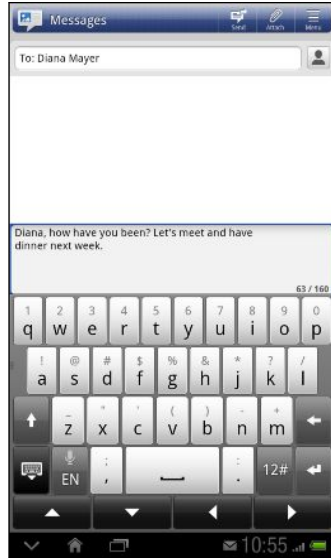 Messages
Send Attach Menu
To: Diana Mayer
Diana, how have you been? Let's meet and have
dinner next week.
63 / 160
1 2 3 4 5 6 7 8 9 0
q w e r t y u i o p
! @ # $ % & * ? /
a s d f g h j k l
_ " ' ( ) - +
z x c v b n m
EN ; , : . 12#
10:55